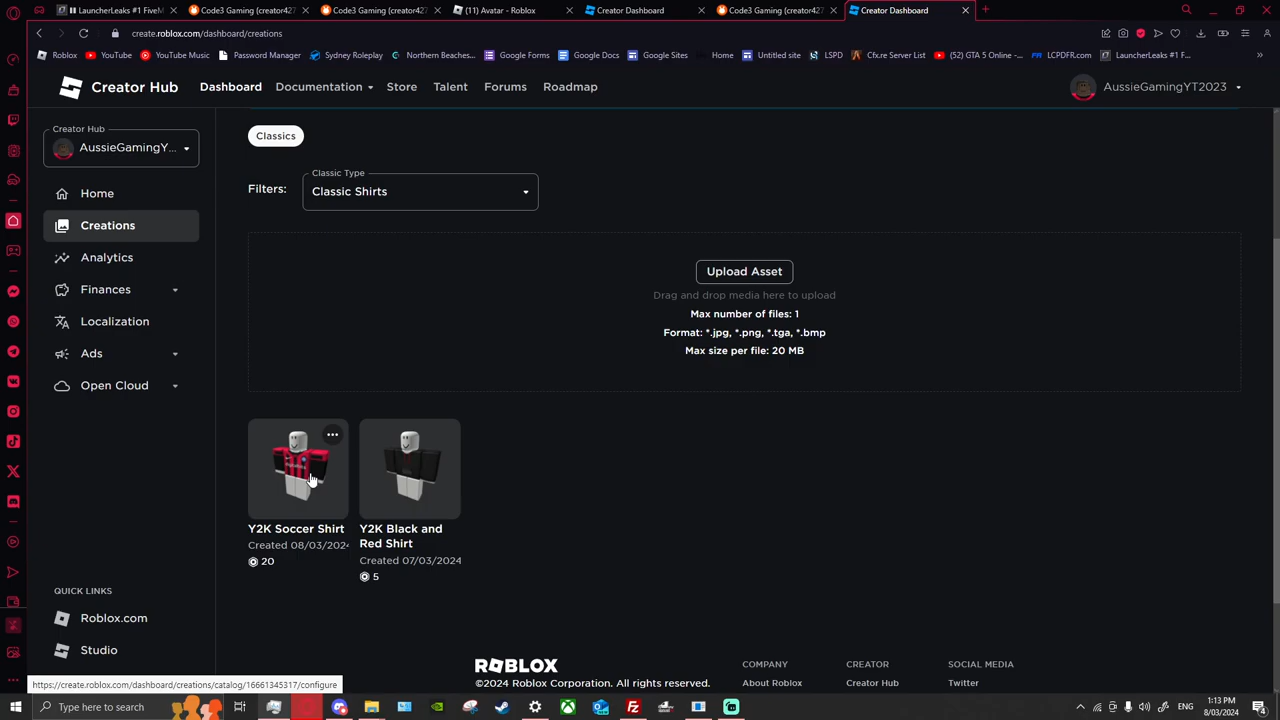 LauncherLeaks #1 FiveM
Code3 Gaming (creator427
Code3 Gaming (creator427
(11) Avatar - Roblox
Creator Dashboard
Code3 Gaming (creator427
Creator Dashboard
create.roblox.com/dashboard/creations
Roblox
YouTube
YouTube Music
Password Manager
Sydney Roleplay
Northern Beaches...
Google Forms
Google Docs
Google Sites
Home
Untitled site
LSPD
Cfx.re Server List
(52) GTA 5 Online -...
LCPDFR.com
LauncherLeaks #1 F...
Creator Hub
Dashboard
Documentation
Store
Talent
Forums
Roadmap
AussieGamingYT2023
Creator Hub
AussieGamingY...
Home
Creations
Analytics
Finances
Localization
Ads
Open Cloud
QUICK LINKS
Roblox.com
Studio
Classics
Filters:
Classic Type
Classic Shirts
Upload Asset
Drag and drop media here to upload
Max number of files: 1
Format: *.jpg, *.png, *.tga, *.bmp
Max size per file: 20 MB
Y2K Soccer Shirt
Created 08/03/2024
20
Y2K Black and
Red Shirt
Created 07/03/2024
5
ROBLOX
©2024 Roblox Corporation. All rights reserved.
COMPANY
About Roblox
CREATOR
Creator Hub
SOCIAL MEDIA
Twitter
https://create.roblox.com/dashboard/creations/catalog/16661345317/configure
Type here to search
1:13 PM
8/03/2024